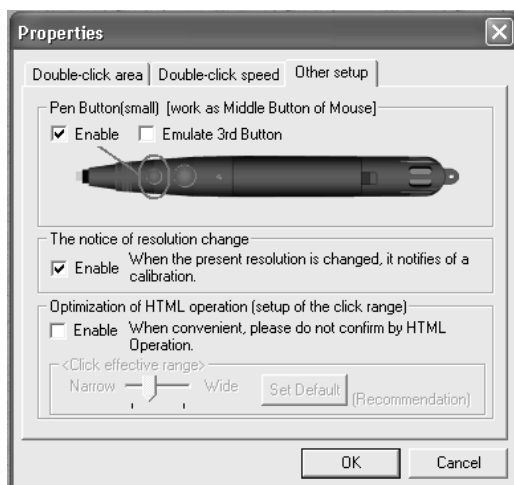 Properties
Double-click area Double-click speed Other setup
Pen Button(small) [work as Middle Button of Mouse]
Enable Emulate 3rd Button
The notice of resolution change
Enable When the present resolution is changed, it notifies of a
calibration.
Optimization of HTML operation (setup of the click range)
Enable When convenient, please do not confirm by HTML
Operation.
<Click effective range>
Narrow Wide Set Default (Recommendation)
OK Cancel